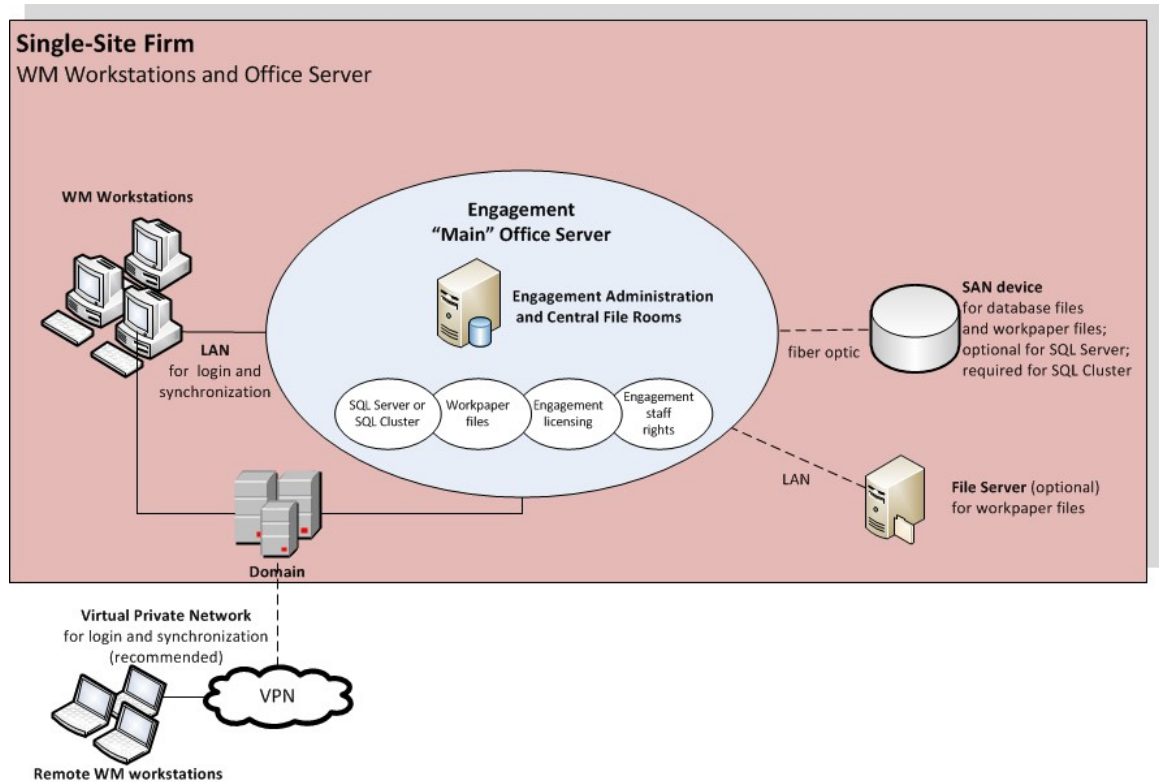 Single-Site Firm
WM Workstations and Office Server
WM Workstations
Engagement
“Main” Office Server
Engagement Administration
and Central File Rooms
LAN
for login and
synchronization
SQL Server or
SQL Cluster
Workpaper
files
Engagement
licensing
Engagement
staff
rights
fiber optic
SAN device
for database files
and workpaper files;
optional for SQL Server;
required for SQL Cluster
LAN
File Server (optional)
for workpaper files
Domain
Virtual Private Network
for login and synchronization
(recommended)
VPN
Remote WM workstations